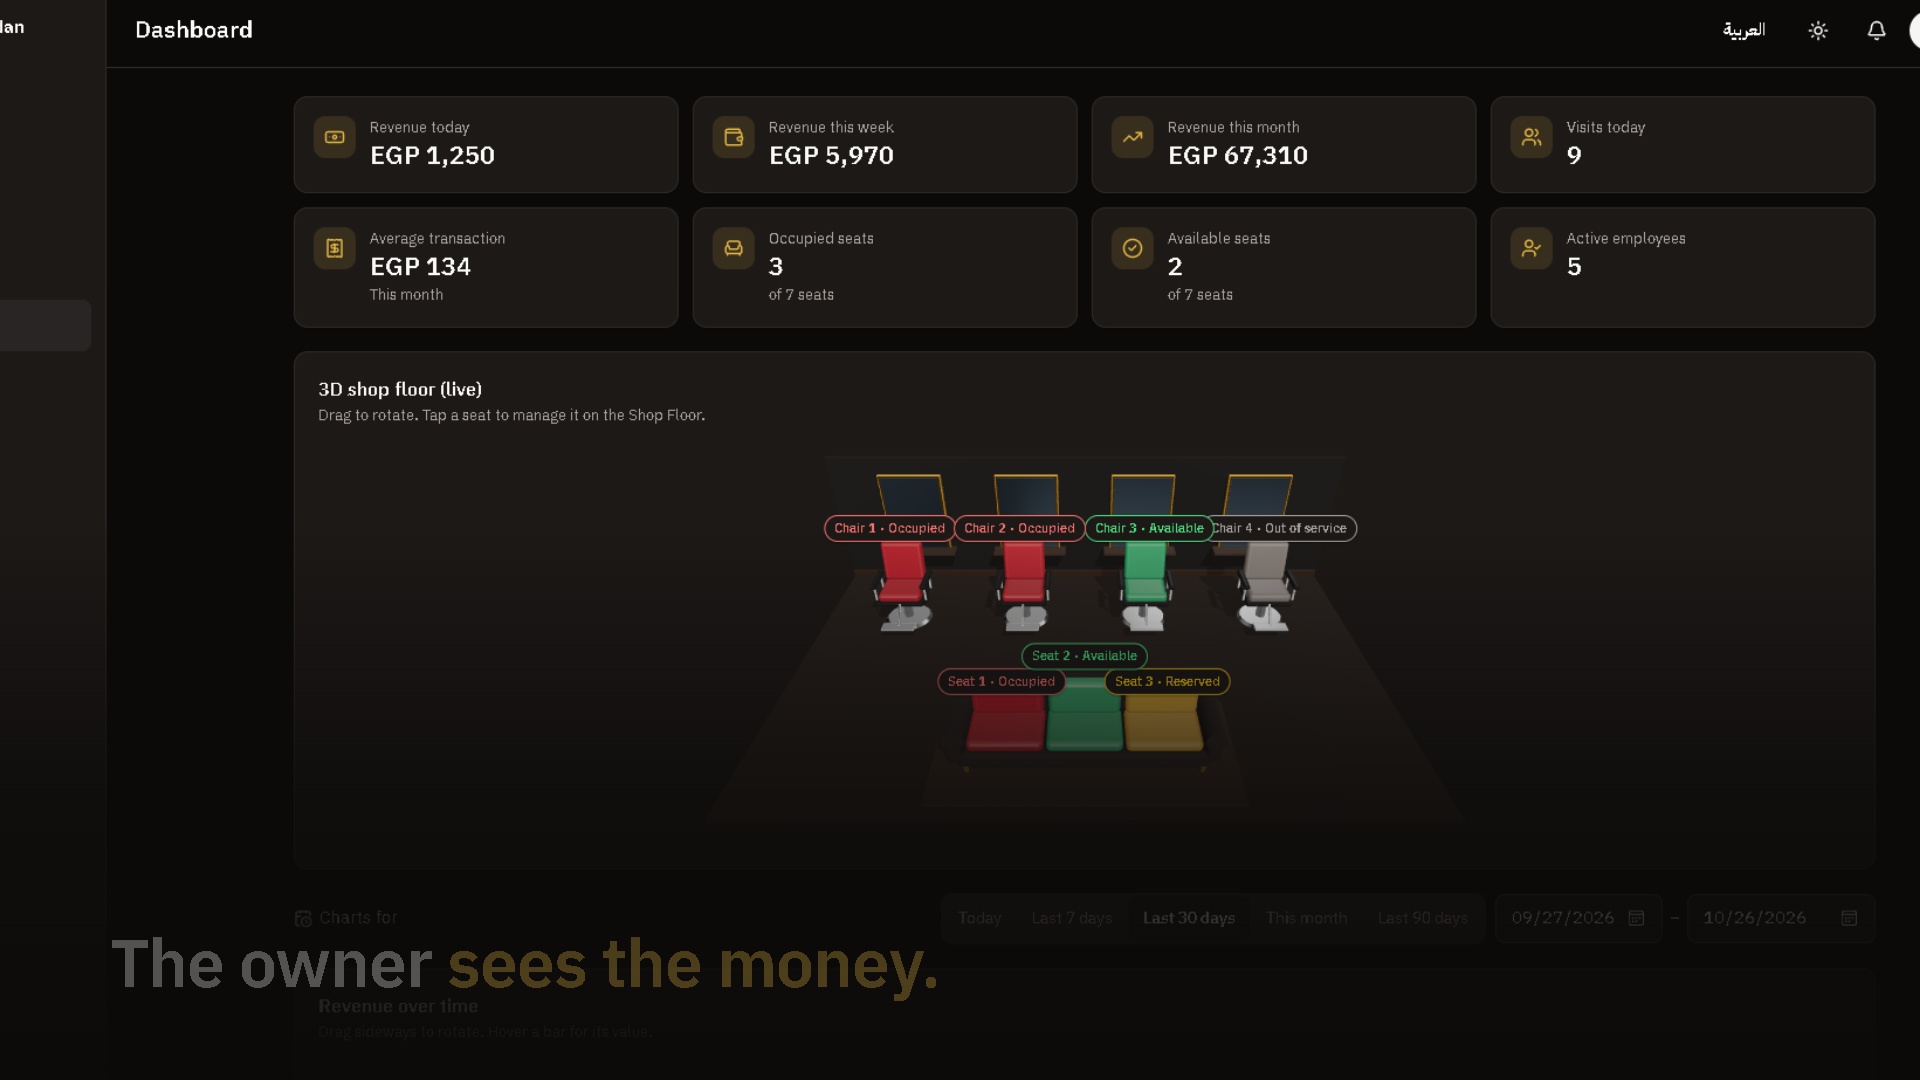 dan
Dashboard
العربية
Revenue today
EGP 1,250
Revenue this week
EGP 5,970
Revenue this month
EGP 67,310
Visits today
9
Average transaction
EGP 134
This month
Occupied seats
3
of 7 seats
Available seats
2
of 7 seats
Active employees
5
3D shop floor (live)
Drag to rotate. Tap a seat to manage it on the Shop Floor.
Chair 1 · Occupied
Chair 2 · Occupied
Chair 3 · Available
Chair 4 · Out of service
Seat 2 · Available
Seat 1 · Occupied
Seat 3 · Reserved
Charts for
Today
Last 7 days
Last 30 days
This month
Last 90 days
09/27/2026
–
10/26/2026
The owner sees the money.
Revenue over time
Drag sideways to rotate. Hover a bar for its value.